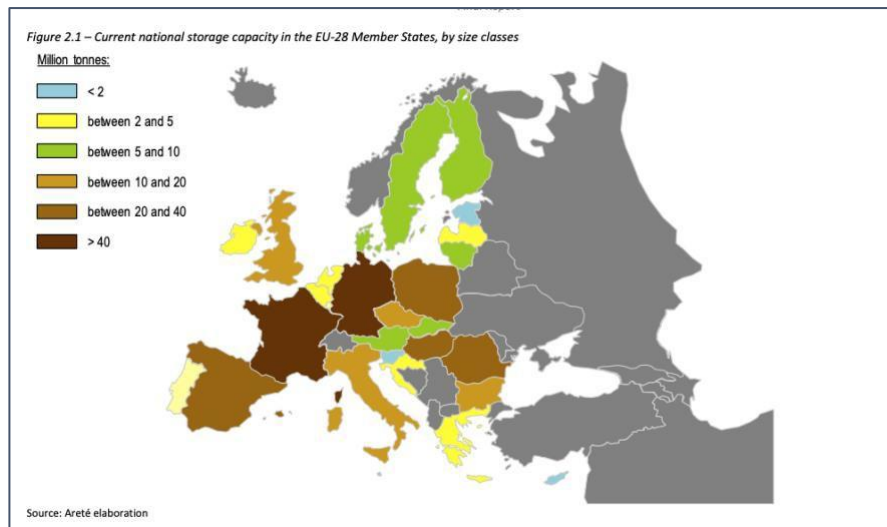 Figure 2.1 – Current national storage capacity in the EU-28 Member States, by size classes
Million tonnes:
< 2
between 2 and 5
between 5 and 10
between 10 and 20
between 20 and 40
> 40
Source: Areté elaboration